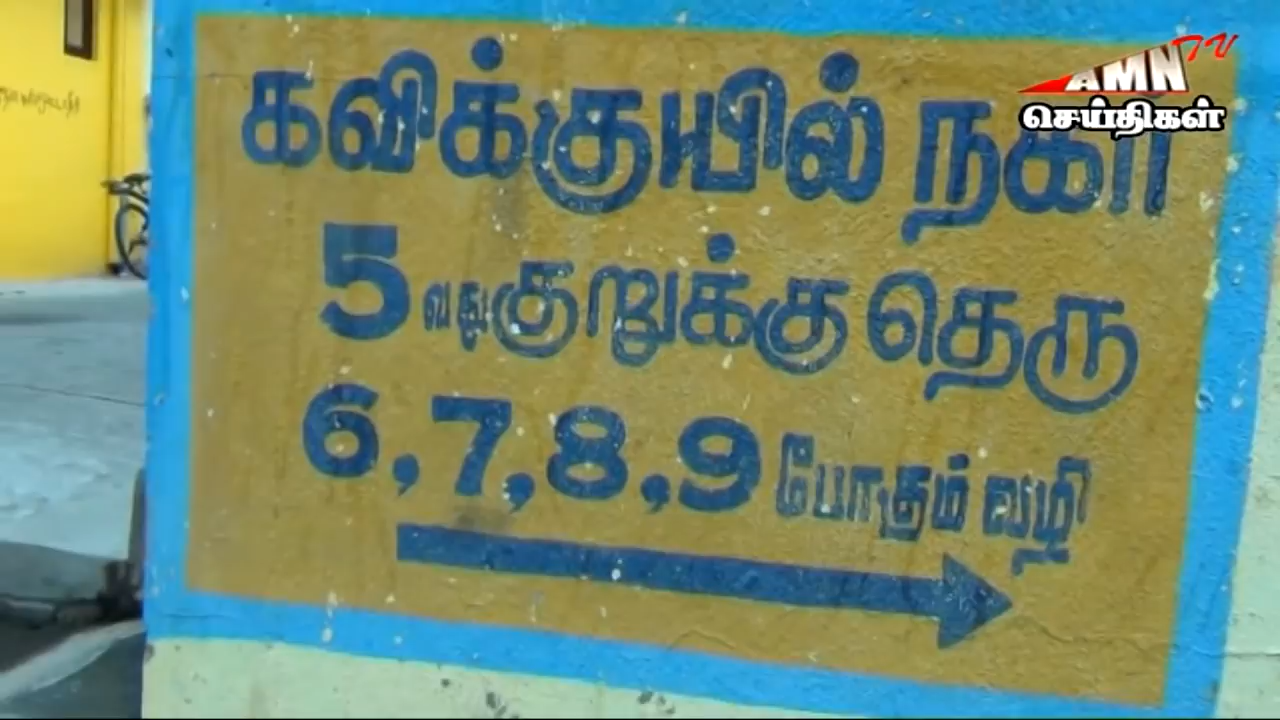 AMN TV
செய்திகள்
கவிக்குயில் நகர்
5 வது குறுக்கு தெரு
6,7,8,9 போகும் வழி